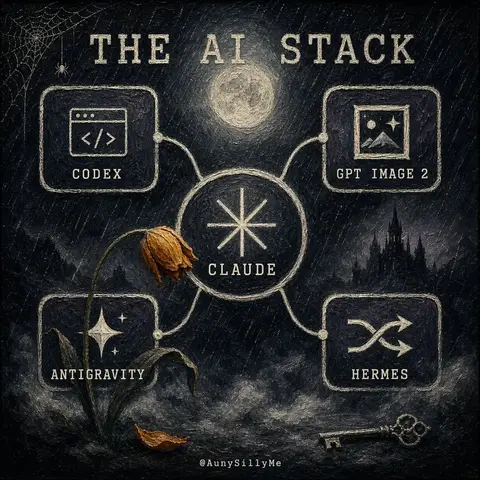 THE AI STACK
CODEX
GPT IMAGE 2
CLAUDE
ANTIGRAVITY
HERMES
@AunySillyMe